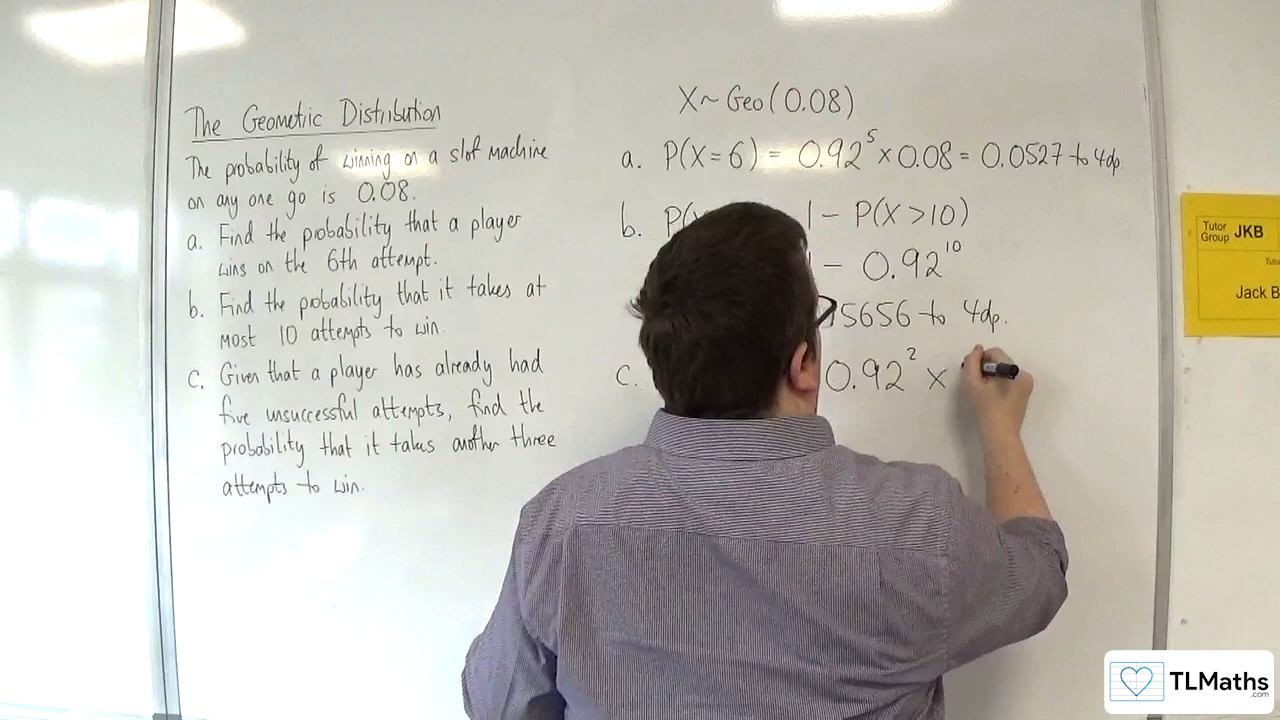 The Geometric Distribution
The probability of winning on a slot machine
on any one go is 0.08.
a. Find the probability that a player
wins on the 6th attempt.
b. Find the probability that it takes at
most 10 attempts to win.
c. Given that a player has already had
five unsuccessful attempts, find the
probability that it takes another three
attempts to win.
X~Geo(0.08)
a. P(X=6) = 0.92⁵ x 0.08 = 0.0527 to 4dp.
b. P(X 1 - P(X>10)
1 - 0.92¹⁰
5656 to 4dp.
c. 0.92² x
Tutor
Group JKB
Jack B
TLMaths
.com